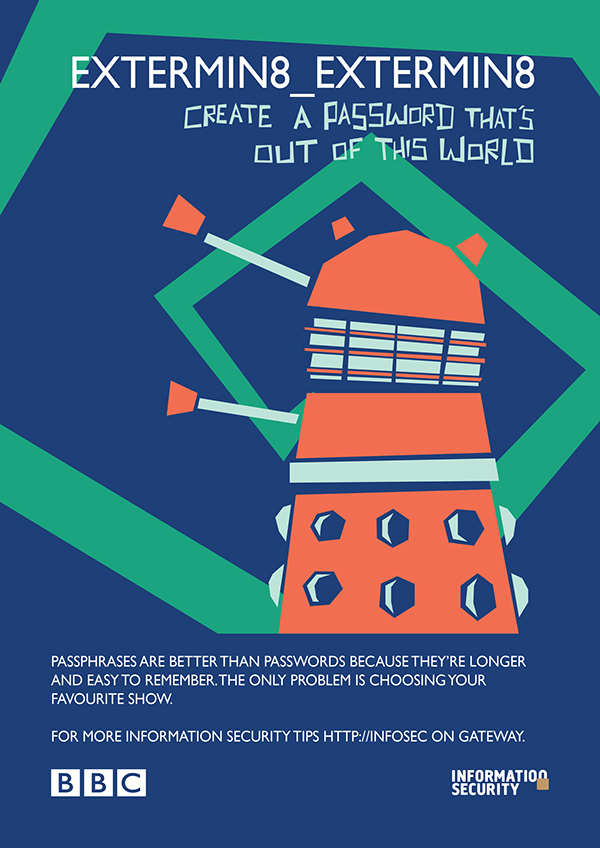 EXTERMIN8_EXTERMIN8
CREATE A PASSWORD THAT'S
OUT OF THIS WORLD
PASSPHRASES ARE BETTER THAN PASSWORDS BECAUSE THEY'RE LONGER
AND EASY TO REMEMBER. THE ONLY PROBLEM IS CHOOSING YOUR
FAVOURITE SHOW.
FOR MORE INFORMATION SECURITY TIPS HTTP://INFOSEC ON GATEWAY.
BBC
INFORMATION
SECURITY